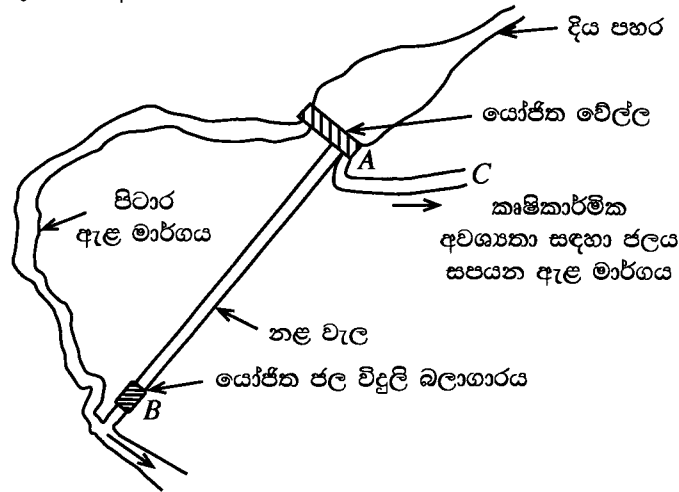 දිය පහර
යෝජිත වේල්ල
A
C
පිටාර
ඇළ මාර්ගය
කෘෂිකාර්මික
අවශ්‍යතා සඳහා ජලය
සපයන ඇළ මාර්ගය
නළ වැල
යෝජිත ජල විදුලි බලාගාරය
B